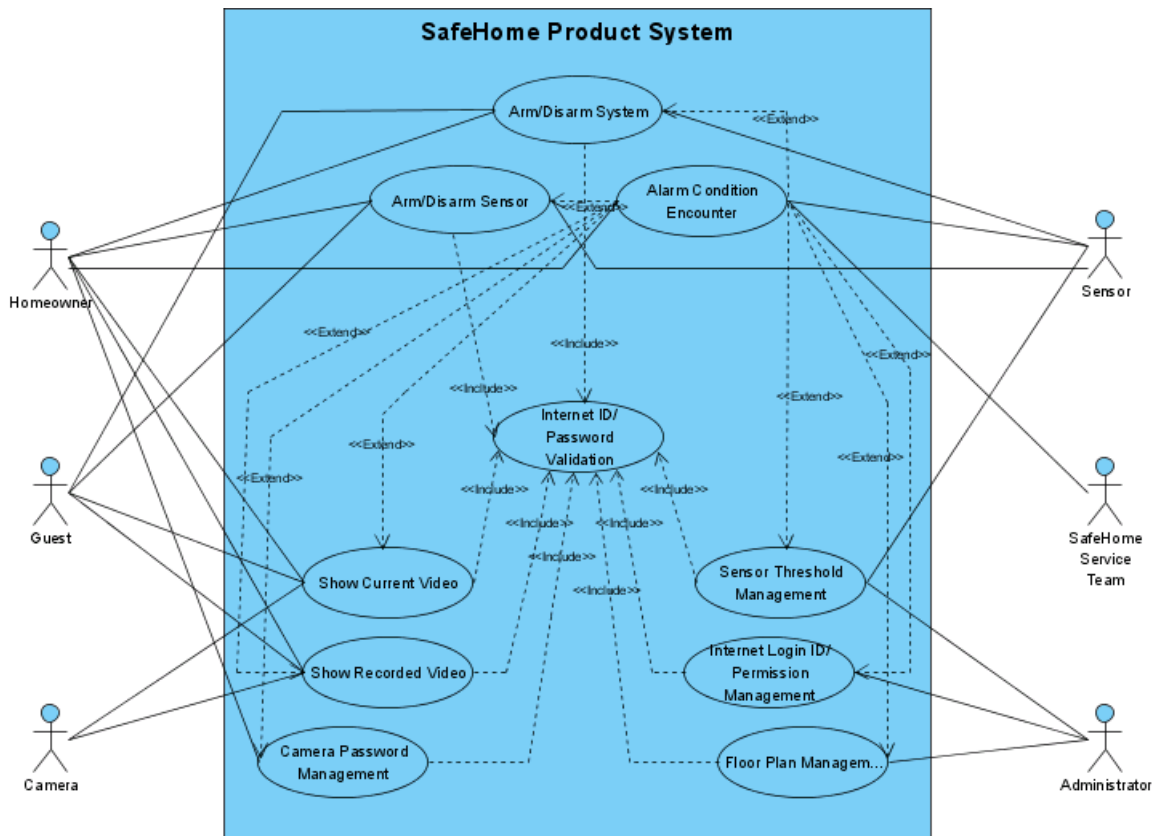 SafeHome Product System
Arm/Disarm System
<<Extend>>
Arm/Disarm Sensor
Alarm Condition
Encounter
<<Extend>>
Homeowner
Sensor
<<Extend>>
<<Include>>
<<Extend>>
<<Include>>
<<Extend>>
Internet ID/
Password
Validation
<<Extend>>
<<Extend>>
<<Extend>>
<<Include>>
<<Include>>
<<Include>>
<<Include>>
<<Include>>
<<Include>>
Guest
SafeHome
Service
Team
Show Current Video
Sensor Threshold
Management
Show Recorded Video
Internet Login ID/
Permission
Management
Camera Password
Management
Floor Plan Managem...
Camera
Administrator